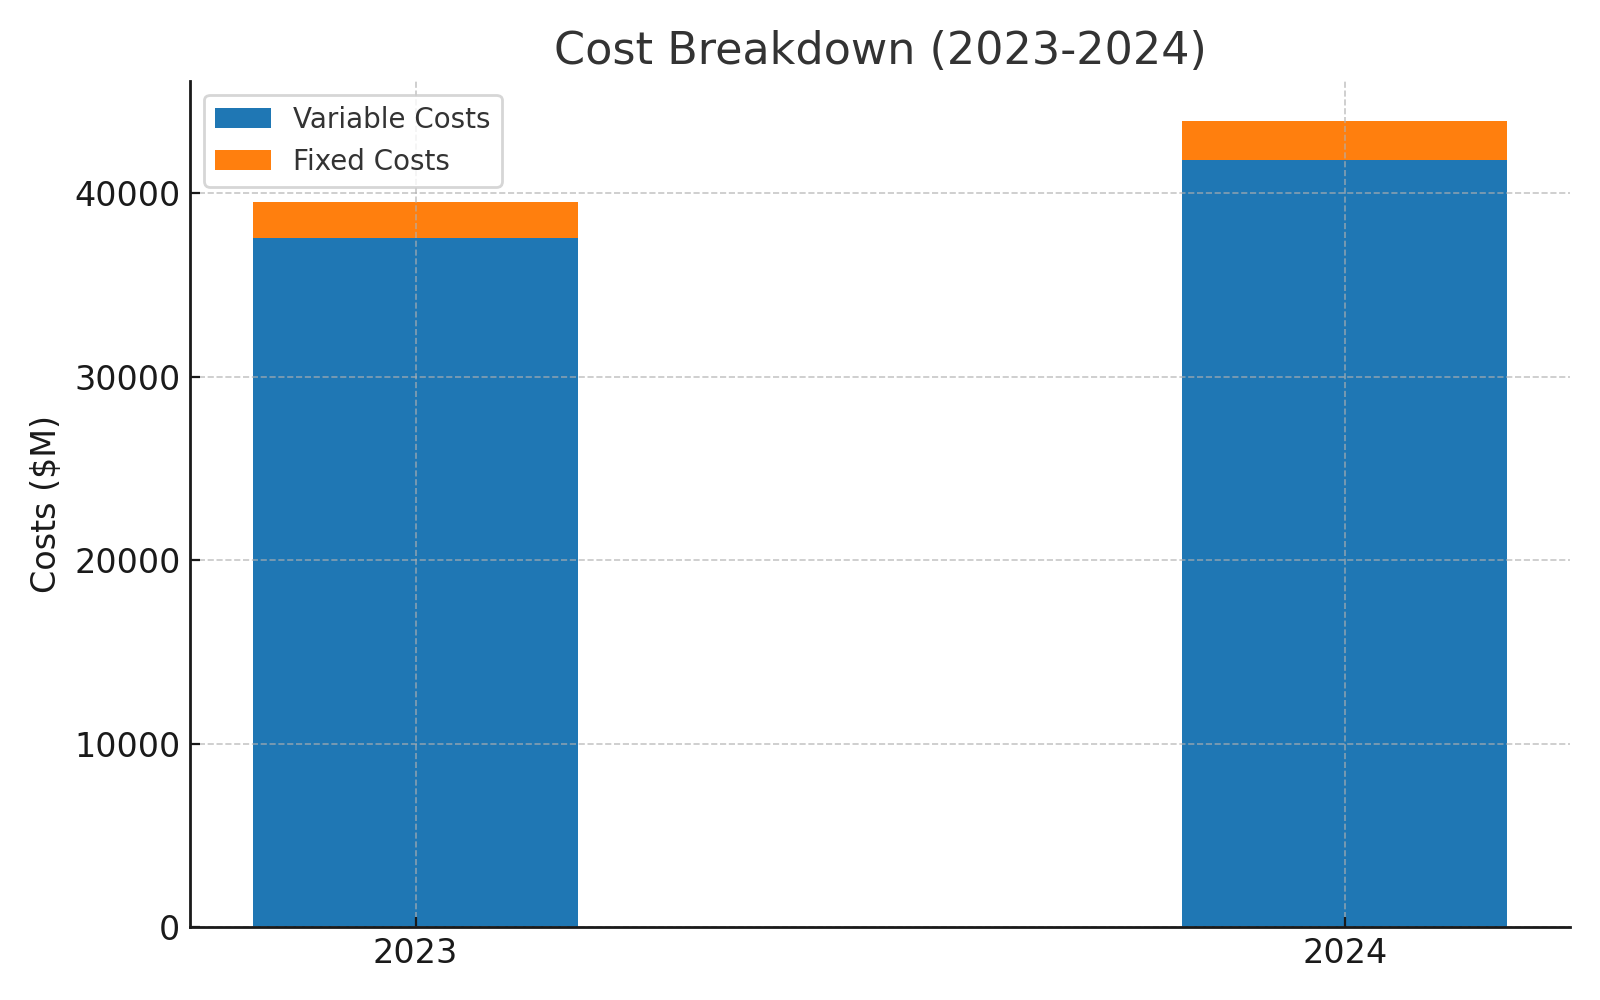 Cost Breakdown (2023-2024)
Variable Costs
Fixed Costs
Costs ($M)
40000
30000
20000
10000
0
2023
2024